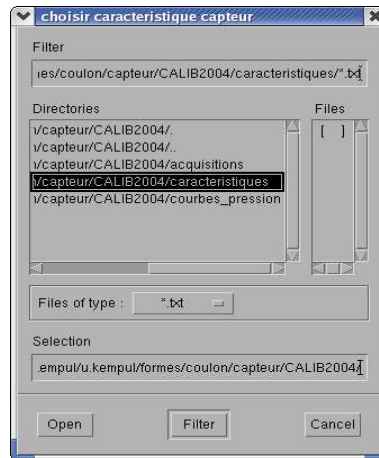 choisir caracteristique capteur
Filter
ies/coulon/capteur/CALIB2004/caracteristiques/*.txt
Directories Files
ı/capteur/CALIB2004/. [ ]
ı/capteur/CALIB2004/..
ı/capteur/CALIB2004/acquisitions
ı/capteur/CALIB2004/caracteristiques
ı/capteur/CALIB2004/courbes_pression
Files of type : *.txt
Selection
.empul/u.kempul/formes/coulon/capteur/CALIB2004/
Open Filter Cancel